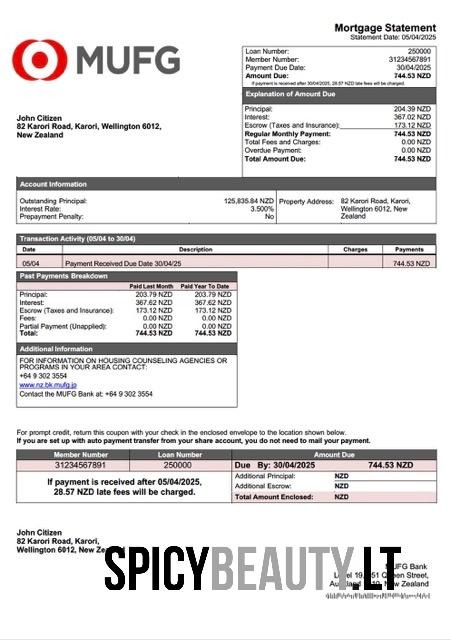 Mortgage Statement
Statement Date: 05/04/2025
MUFG
Loan Number: 250000
Member Number: 31234567891
Payment Due Date: 30/04/2025
Amount Due: 744.53 NZD
If payment is received after 30/04/2025, 28.57 NZD late fees will be charged.
Explanation of Amount Due
Principal: 204.39 NZD
Interest: 367.02 NZD
Escrow (Taxes and Insurance): 173.12 NZD
Regular Monthly Payment: 744.53 NZD
Total Fees and Charges: 0.00 NZD
Overdue Payment: 0.00 NZD
Total Amount Due: 744.53 NZD
John Citizen
82 Karori Road, Karori, Wellington 6012,
New Zealand
Account Information
Outstanding Principal: 125,835.84 NZD
Interest Rate: 3.500%
Prepayment Penalty: No
Property Address: 82 Karori Road, Karori,
Wellington 6012, New
Zealand
Transaction Activity (05/04 to 30/04)
Date Description Charges Payments
05/04 Payment Received Due Date 30/04/25 744.53 NZD
Past Payments Breakdown
Paid Last Month Paid Year To Date
Principal: 203.79 NZD 203.79 NZD
Interest: 367.62 NZD 367.62 NZD
Escrow (Taxes and Insurance): 173.12 NZD 173.12 NZD
Fees: 0.00 NZD 0.00 NZD
Partial Payment (Unapplied): 0.00 NZD 0.00 NZD
Total: 744.53 NZD 744.53 NZD
Additional Information
FOR INFORMATION ON HOUSING COUNSELING AGENCIES OR
PROGRAMS IN YOUR AREA CONTACT:
+64 9 302 3554
www.nz.bk.mufg.jp
Contact the MUFG Bank at: +64 9 302 3554
For prompt credit, return this coupon with your check in the enclosed envelope to the location shown below.
If you are set up with auto payment transfer from your share account, you do not need to mail your payment.
Member Number Loan Number Amount Due
31234567891 250000 Due By: 30/04/2025 744.53 NZD
If payment is received after 05/04/2025,
28.57 NZD late fees will be charged.
Additional Principal: NZD
Additional Escrow: NZD
Total Amount Enclosed: NZD
John Citizen
82 Karori Road, Karori,
Wellington 6012, New
SPICYBEAUTY.LT
MUFG Bank
Level 19, 151 Queen Street,